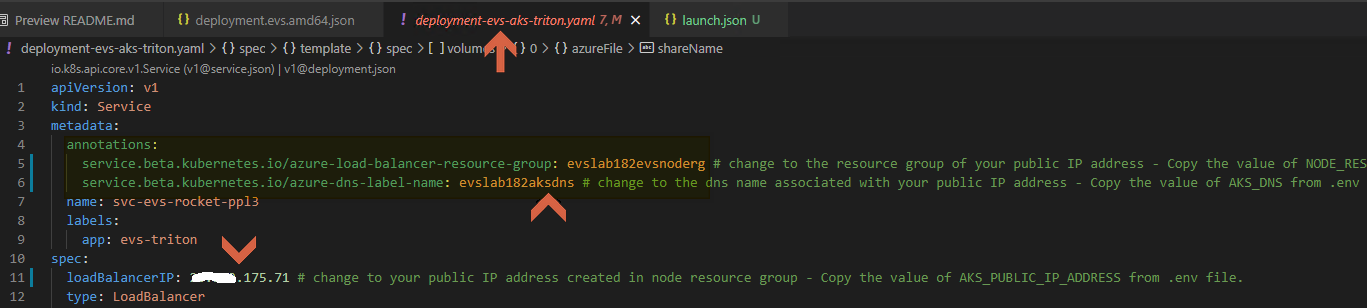 Preview README.md
{} deployment.evs.amd64.json
! deployment-evs-aks-triton.yaml 7, M
{} launch.json U
! deployment-evs-aks-triton.yaml > {} spec > {} template > {} spec > [ ] volumes {} 0 > {} azureFile > abc shareName
io.k8s.api.core.v1.Service (v1@service.json) | v1@deployment.json
1 apiVersion: v1
2 kind: Service
3 metadata:
4 annotations:
5 service.beta.kubernetes.io/azure-load-balancer-resource-group: evslab182evsnoderg # change to the resource group of your public IP address - Copy the value of NODE_RES
6 service.beta.kubernetes.io/azure-dns-label-name: evslab182aksdns # change to the dns name associated with your public IP address - Copy the value of AKS_DNS from .env
7 name: svc-evs-rocket-ppl3
8 labels:
9 app: evs-triton
10 spec:
11 loadBalancerIP: .175.71 # change to your public IP address created in node resource group - Copy the value of AKS_PUBLIC_IP_ADDRESS from .env file.
12 type: LoadBalancer